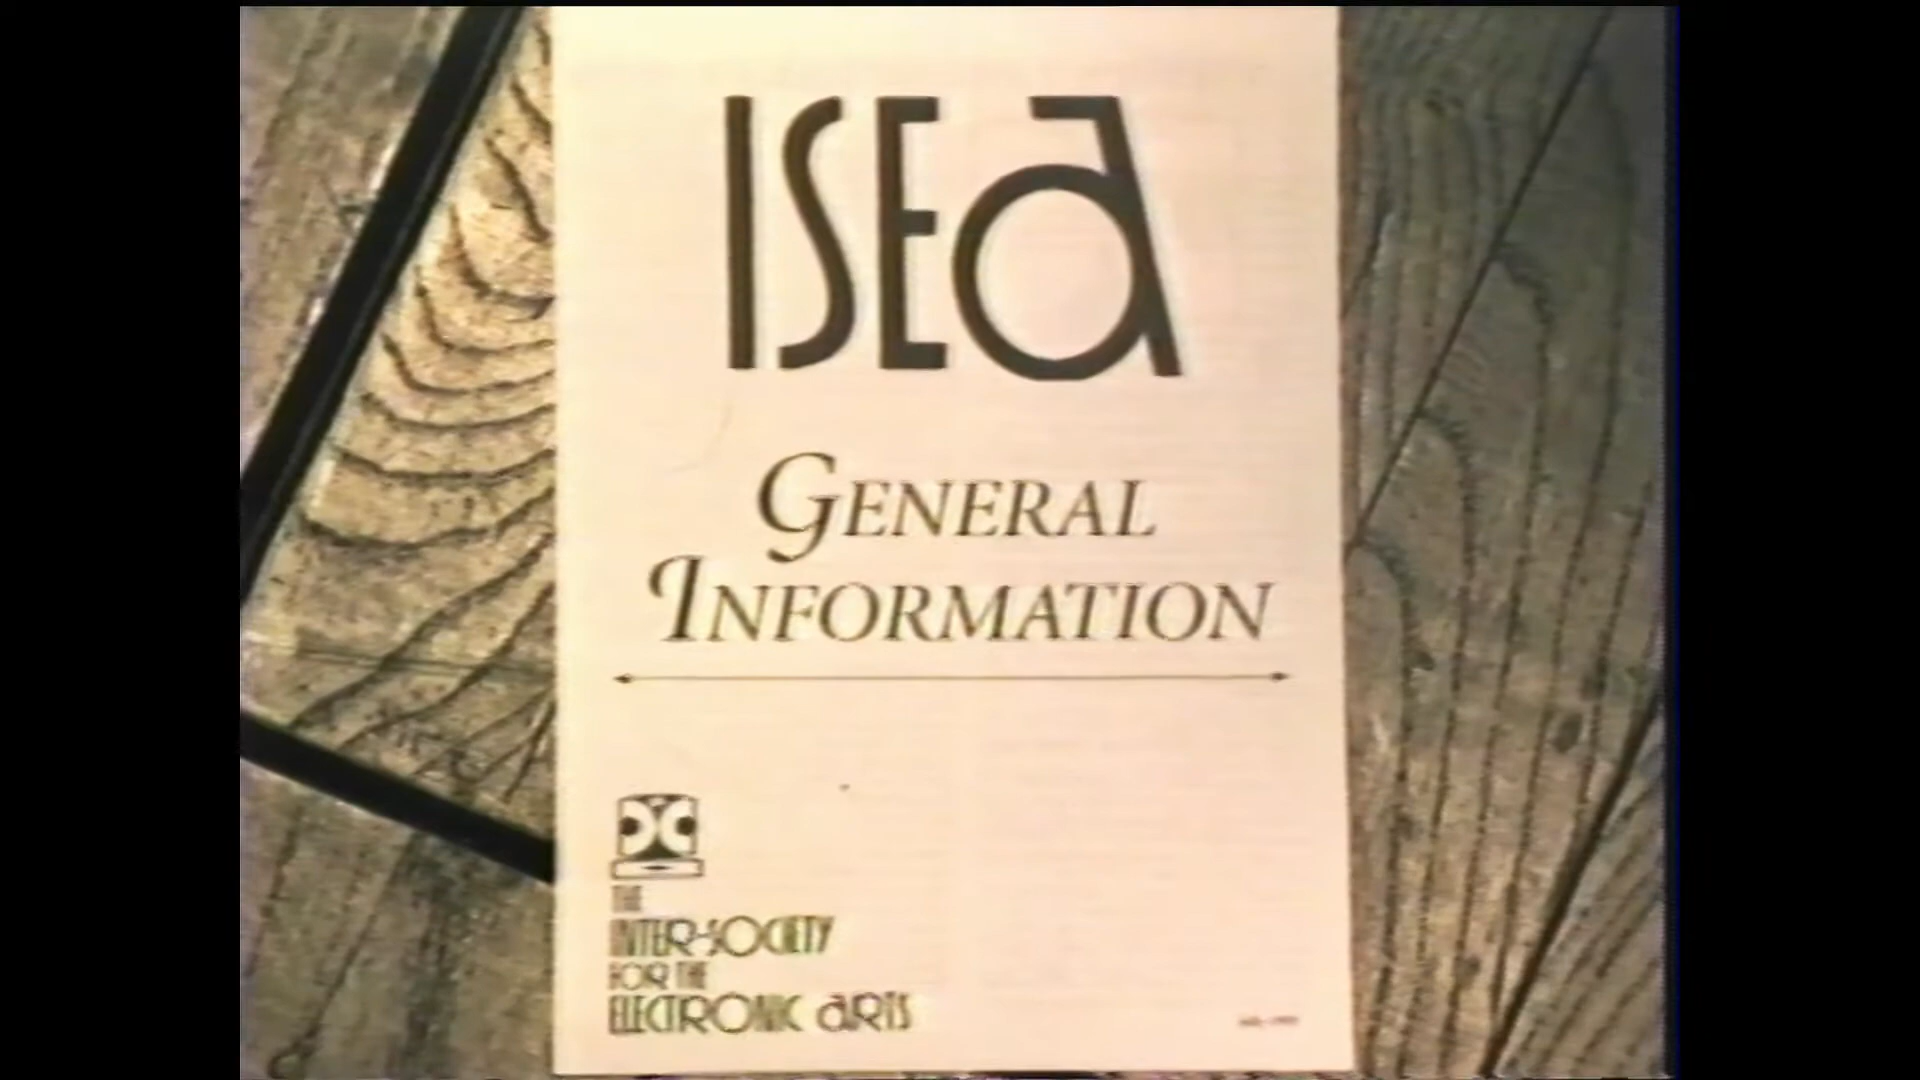 ISEa
GENERAL
INFORMATION
THE
INTER-SOCIETY
FOR THE
ELECTRONIC aRTS